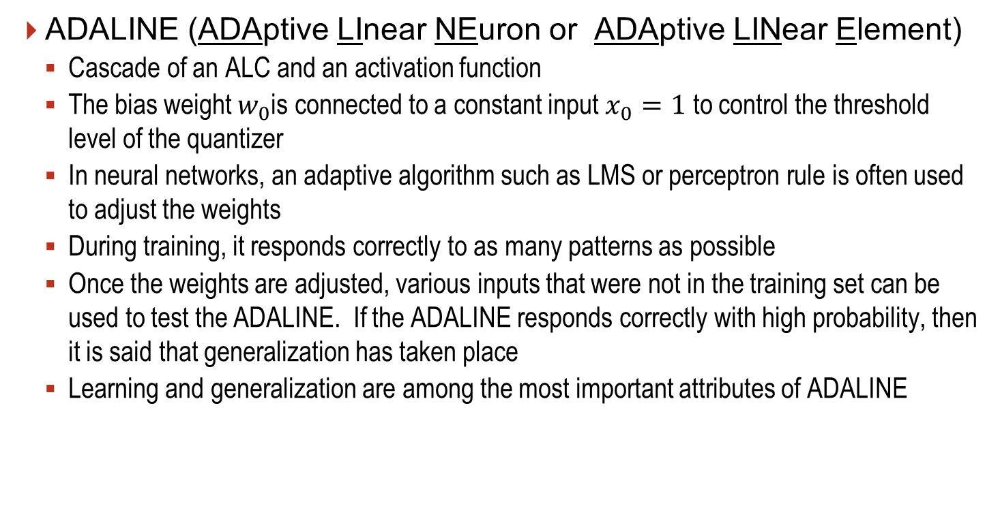 ADALINE (ADAptive LInear NEuron or ADAptive LINear Element)
Cascade of an ALC and an activation function
The bias weight w₀is connected to a constant input x₀ = 1 to control the threshold
level of the quantizer
In neural networks, an adaptive algorithm such as LMS or perceptron rule is often used
to adjust the weights
During training, it responds correctly to as many patterns as possible
Once the weights are adjusted, various inputs that were not in the training set can be
used to test the ADALINE. If the ADALINE responds correctly with high probability, then
it is said that generalization has taken place
Learning and generalization are among the most important attributes of ADALINE